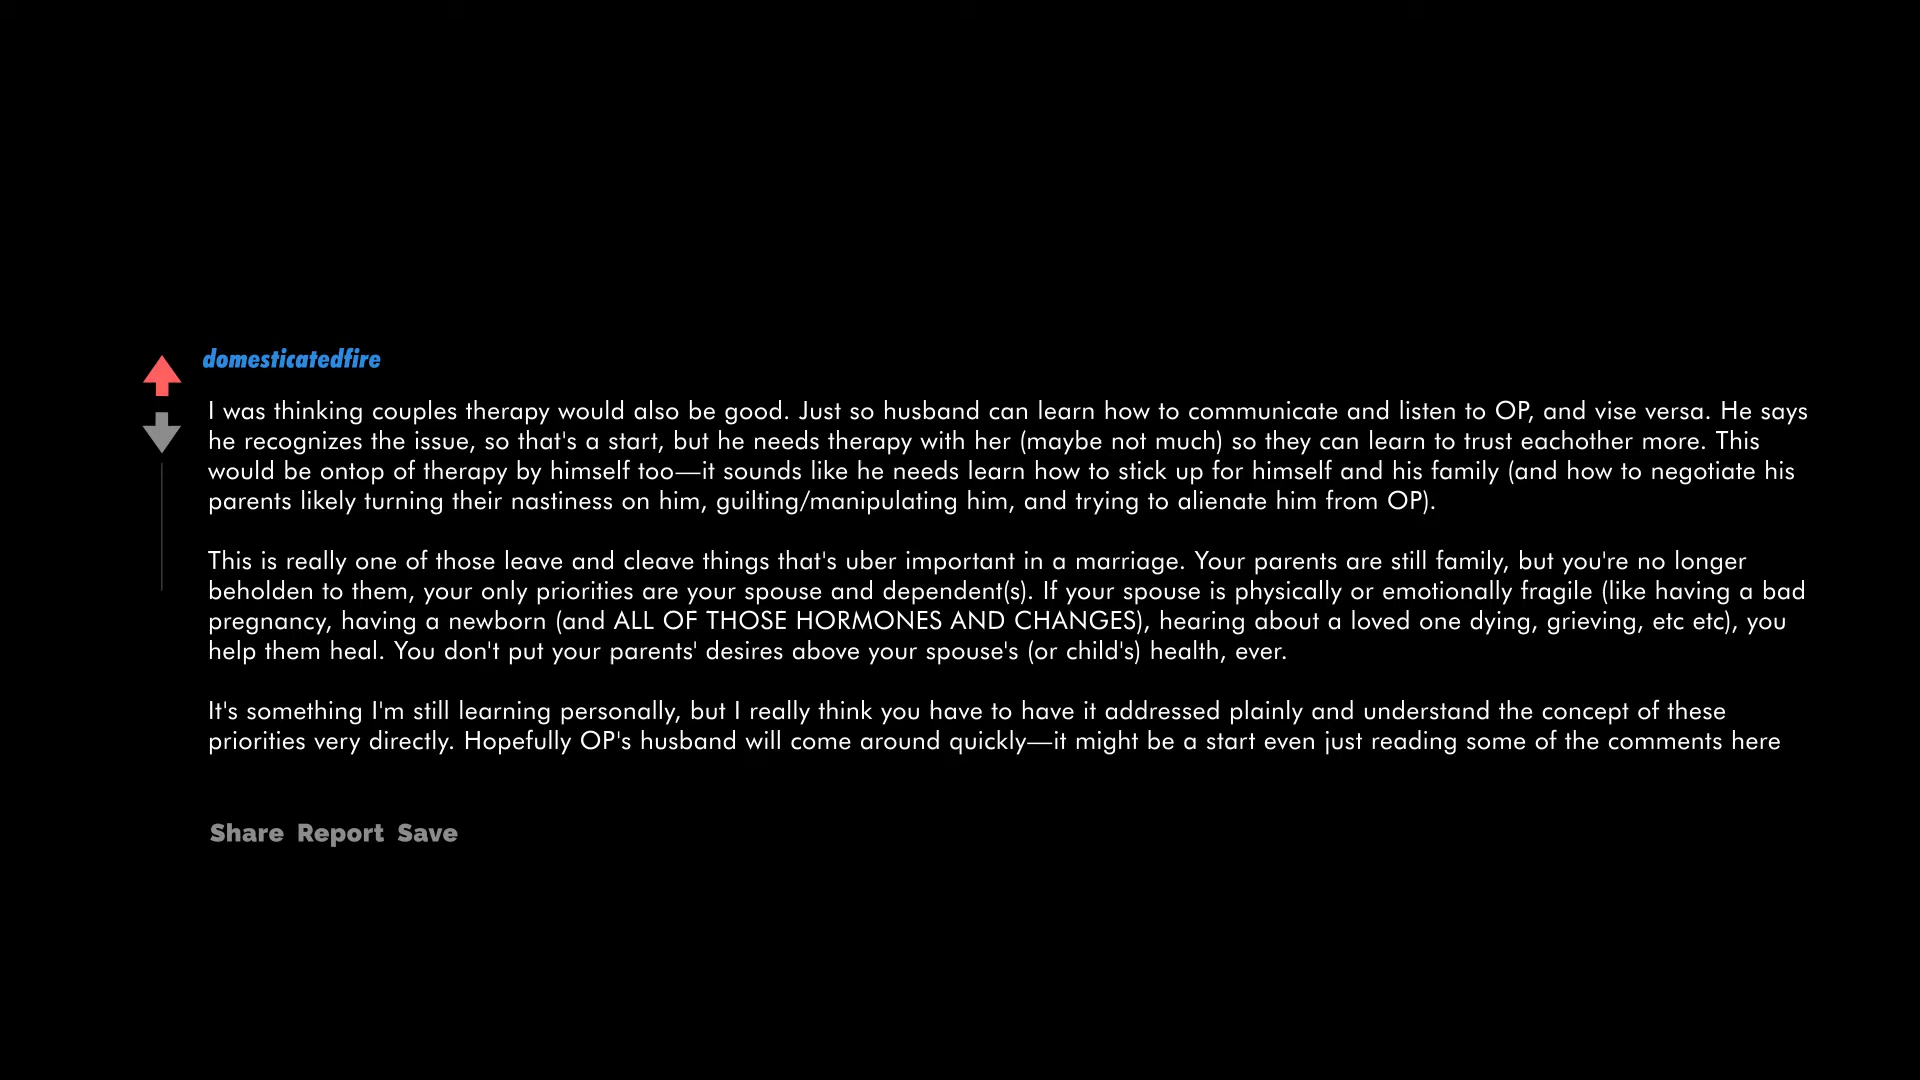 domesticatedfire
I was thinking couples therapy would also be good. Just so husband can learn how to communicate and listen to OP, and vise versa. He says
he recognizes the issue, so that's a start, but he needs therapy with her (maybe not much) so they can learn to trust eachother more. This
would be ontop of therapy by himself too—it sounds like he needs learn how to stick up for himself and his family (and how to negotiate his
parents likely turning their nastiness on him, guilting/manipulating him, and trying to alienate him from OP).
This is really one of those leave and cleave things that's uber important in a marriage. Your parents are still family, but you're no longer
beholden to them, your only priorities are your spouse and dependent(s). If your spouse is physically or emotionally fragile (like having a bad
pregnancy, having a newborn (and ALL OF THOSE HORMONES AND CHANGES), hearing about a loved one dying, grieving, etc etc), you
help them heal. You don't put your parents' desires above your spouse's (or child's) health, ever.
It's something I'm still learning personally, but I really think you have to have it addressed plainly and understand the concept of these
priorities very directly. Hopefully OP's husband will come around quickly—it might be a start even just reading some of the comments here
Share Report Save